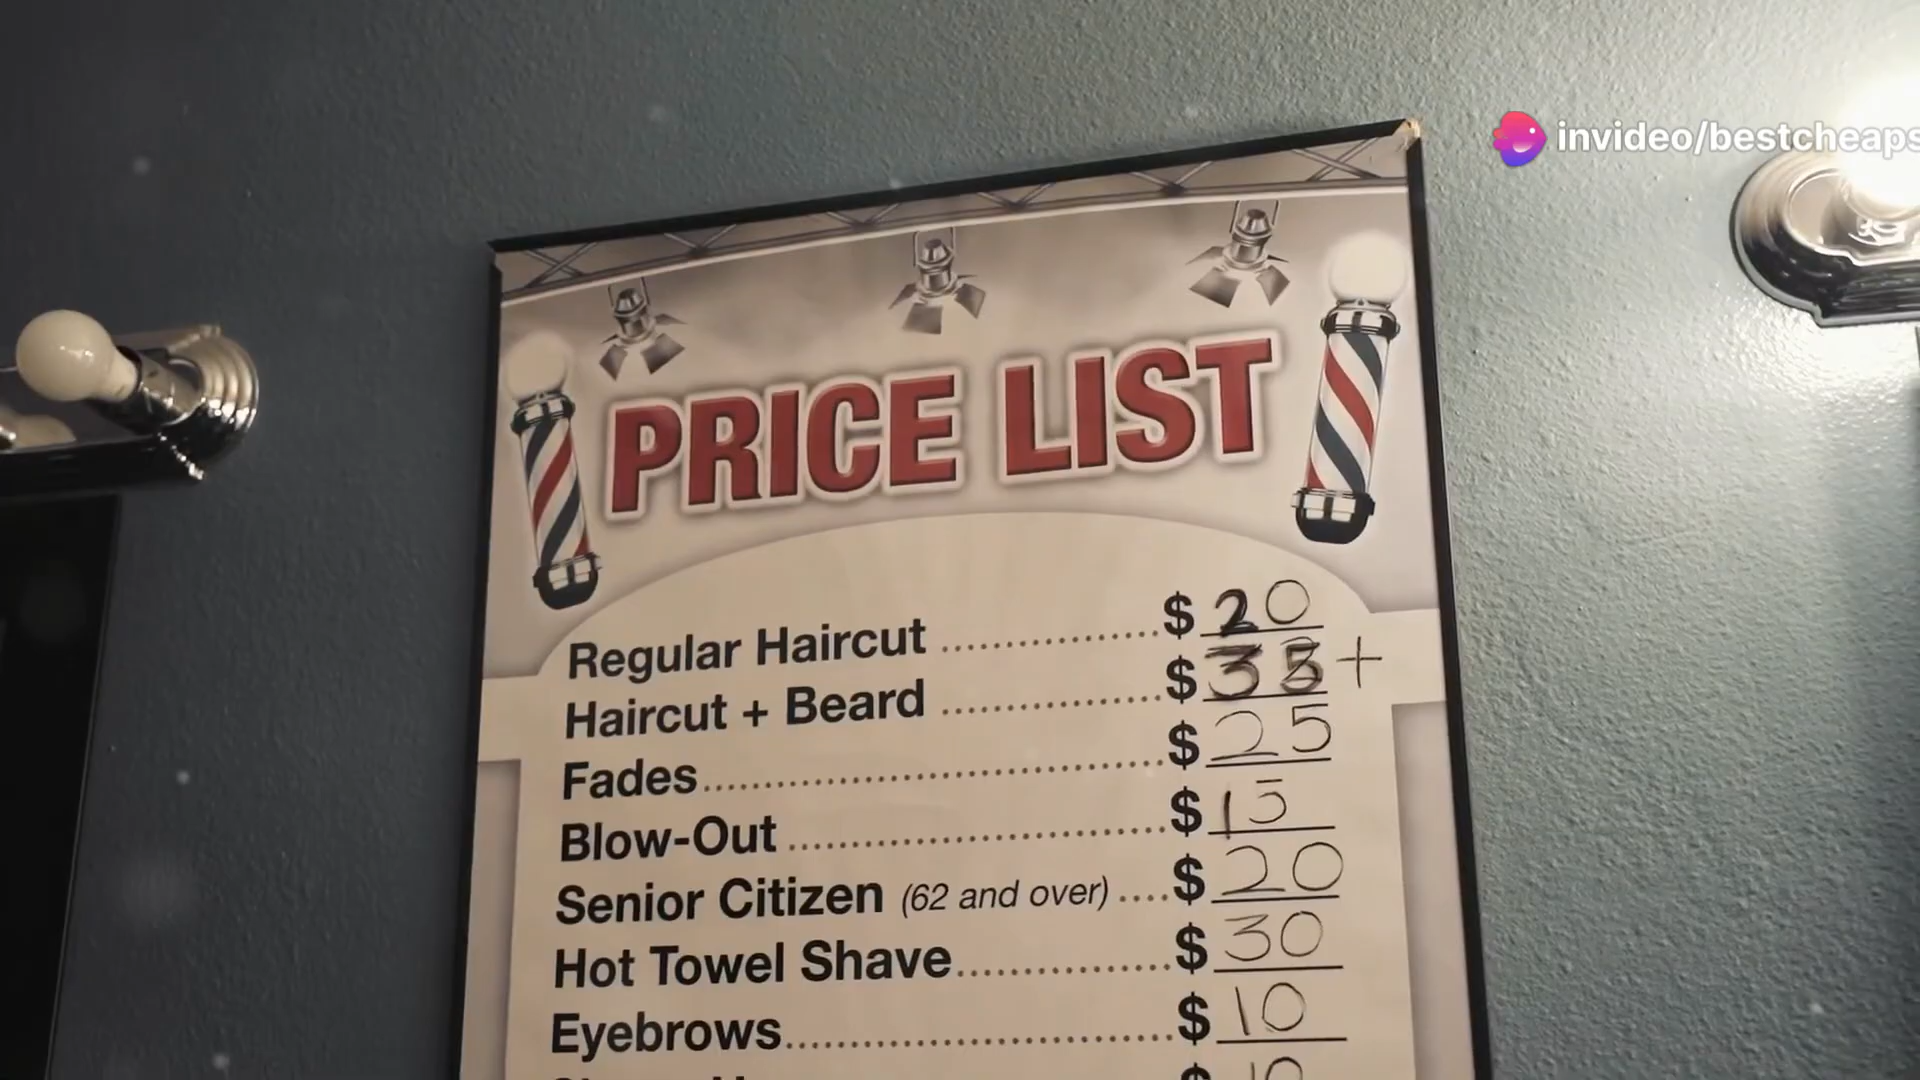 invideo/bestcheaps
PRICE LIST
Regular Haircut ................ $ 20
Haircut + Beard ................ $ 35 +
Fades ................ $ 25
Blow-Out ................ $ 15
Senior Citizen (62 and over) .... $ 20
Hot Towel Shave ................ $ 30
Eyebrows ................ $ 10